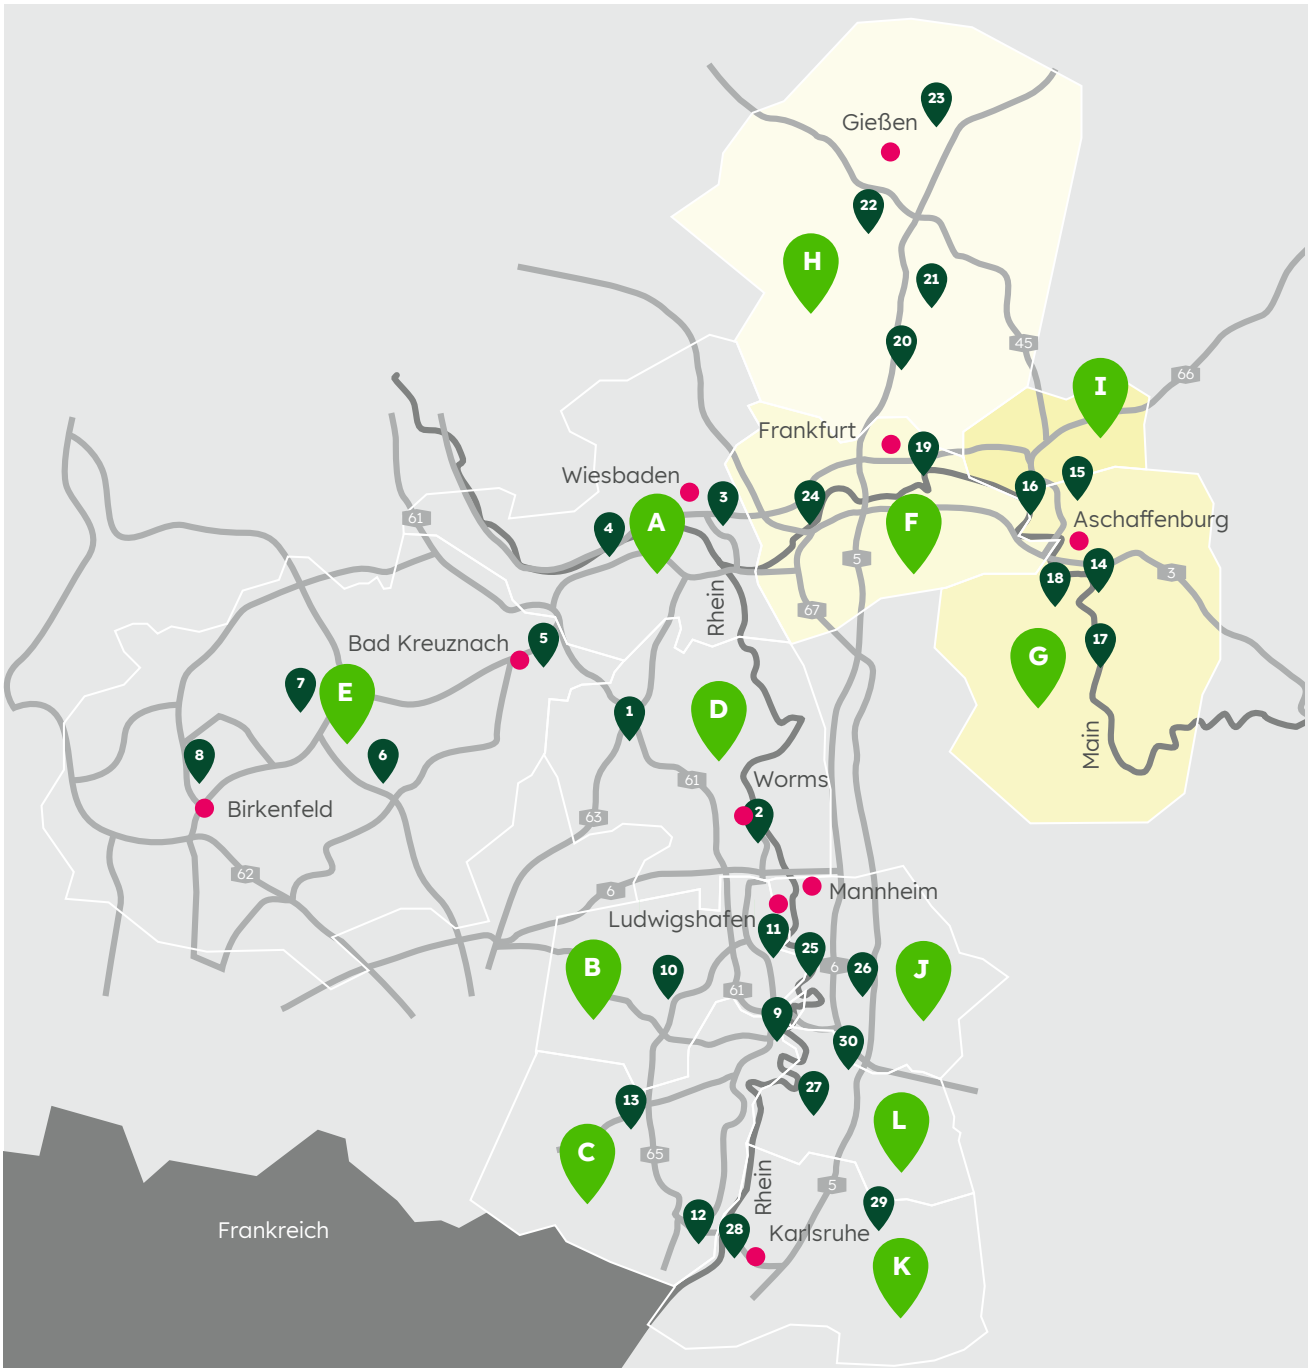 23
Gießen
22
H
21
20
45
66
I
Frankfurt
19
Wiesbaden
15
16
3
24
61
4
A
F
Aschaffenburg
5
14
3
18
Rhein
67
Bad Kreuznach
5
17
G
7
E
D
1
Main
8
6
61
Worms
Birkenfeld
63
2
62
6
Mannheim
Ludwigshafen
11
25
B
10
6
26
J
61
9
30
27
13
L
C
65
Rhein
5
29
12
28
Frankreich
Karlsruhe
K